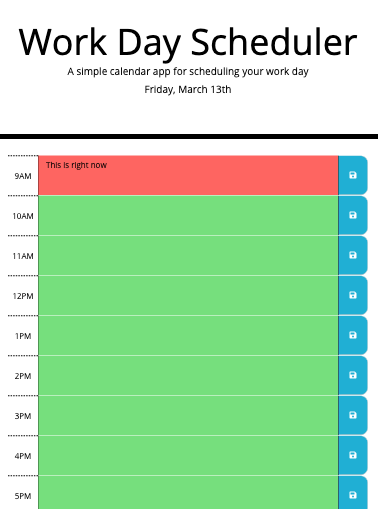 Work Day Scheduler
A simple calendar app for scheduling your work day
Friday, March 13th
9AM This is right now
10AM
11AM
12PM
1PM
2PM
3PM
4PM
5PM